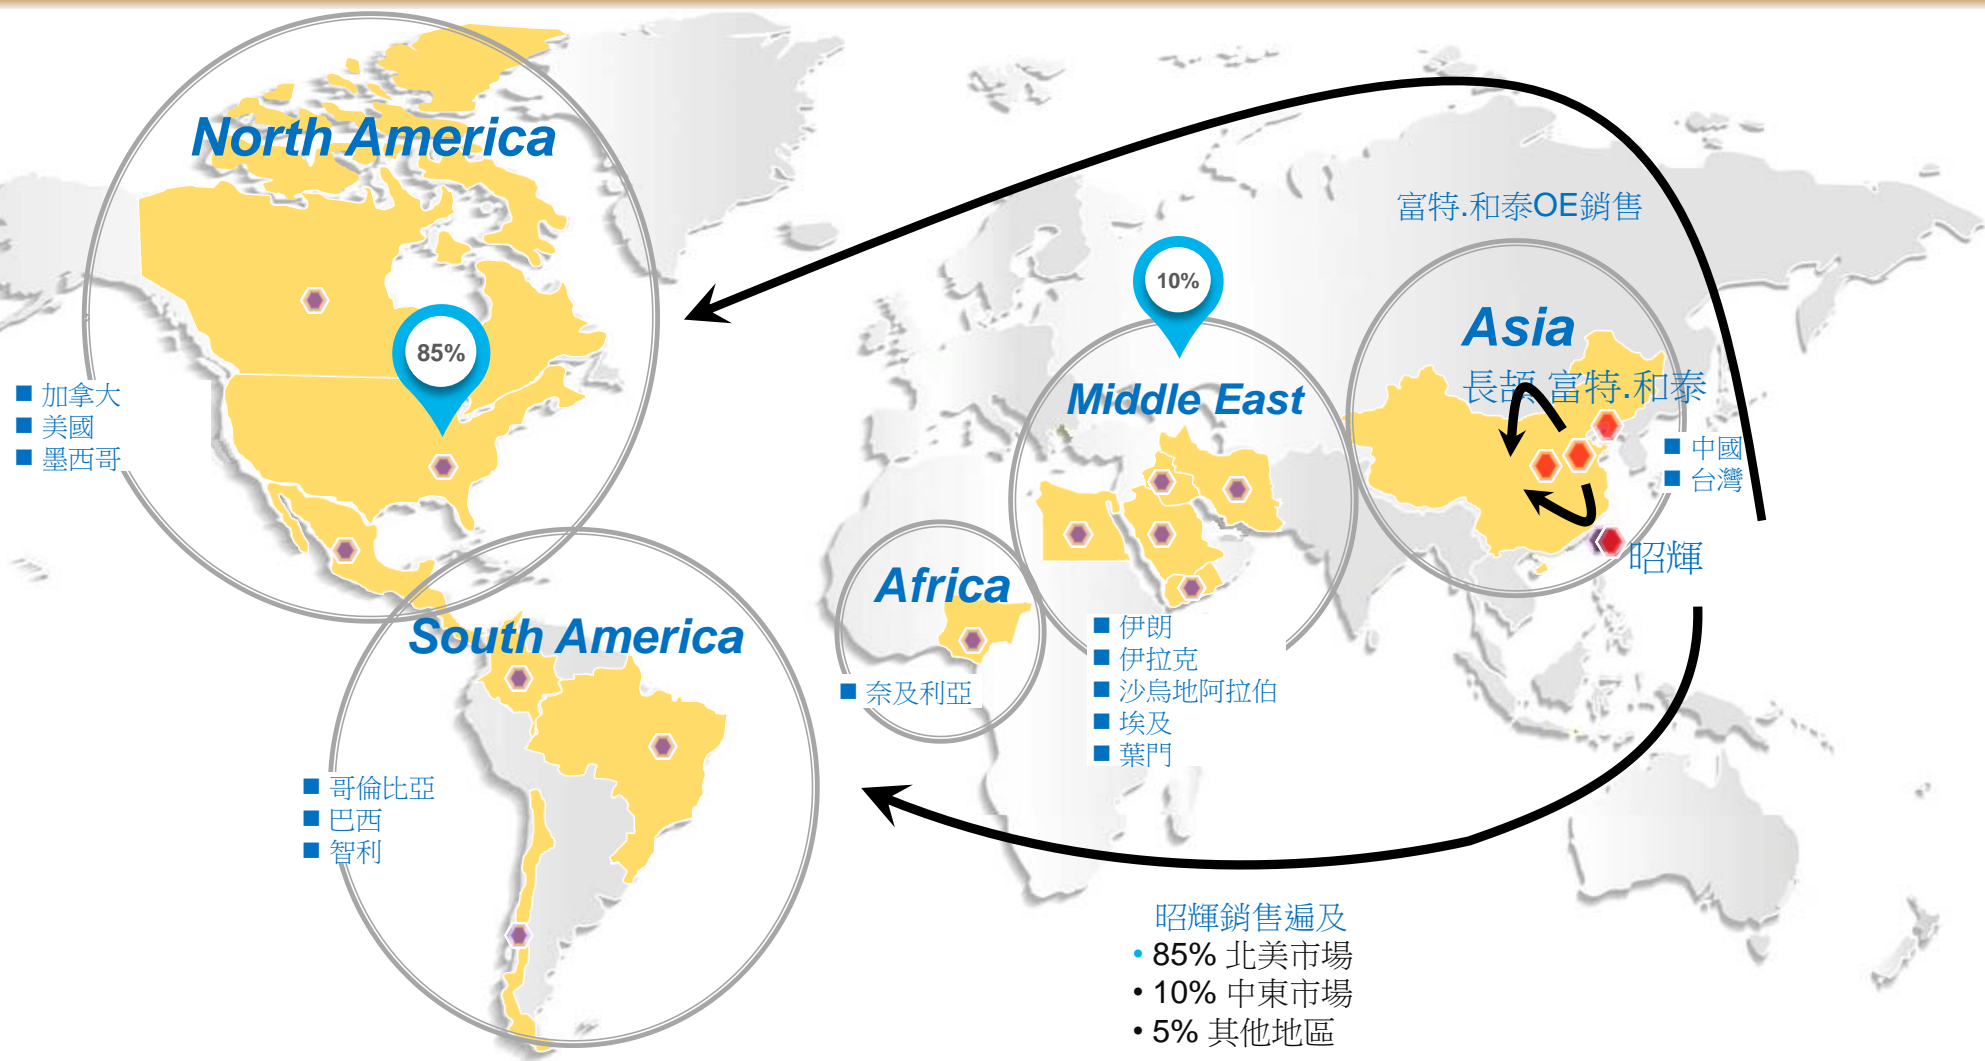 North America
85%
加拿大
美國
墨西哥
South America
哥倫比亞
巴西
智利
Africa
奈及利亞
10%
Middle East
伊朗
伊拉克
沙烏地阿拉伯
埃及
葉門
富特.和泰OE銷售
Asia
長頡.富特.和泰
中國
台灣
昭輝
昭輝銷售遍及
• 85% 北美市場
• 10% 中東市場
• 5% 其他地區